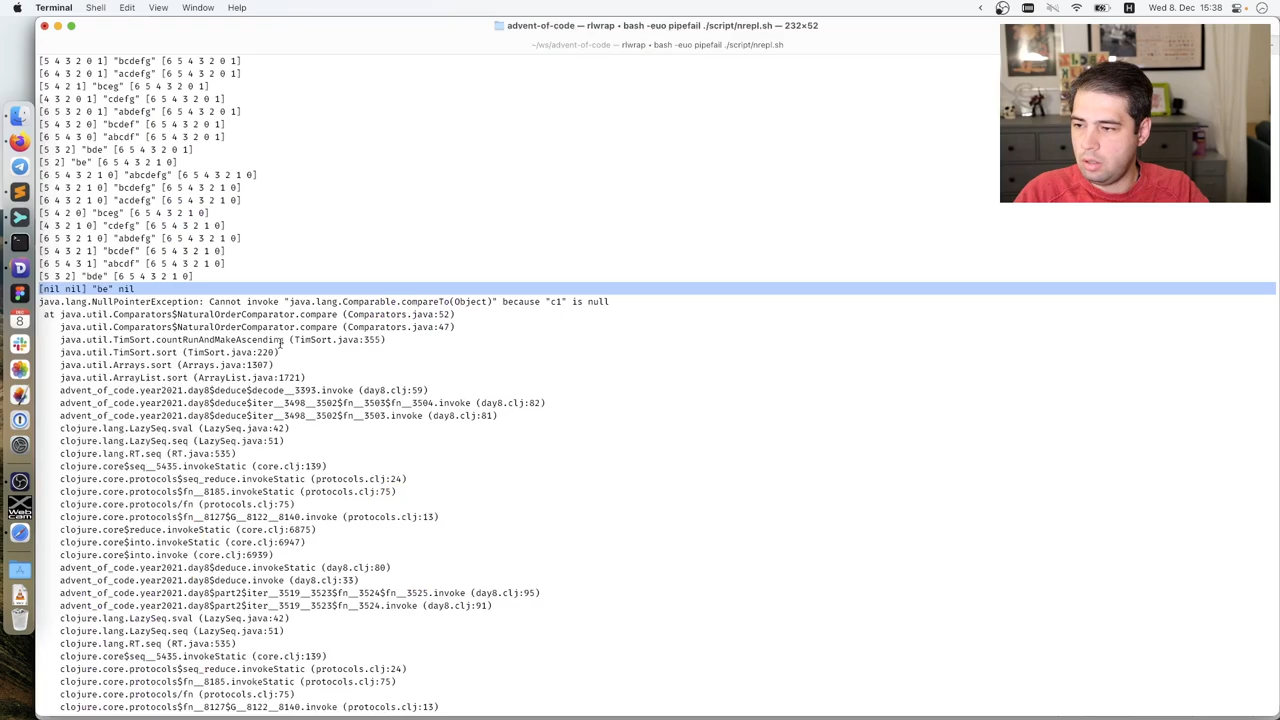 Terminal Shell Edit View Window Help
Wed 8. Dec 15:38
advent-of-code — rlwrap • bash -euo pipefail ./script/nrepl.sh — 232×52
~/ws/advent-of-code — rlwrap • bash -euo pipefail ./script/nrepl.sh
[5 4 3 2 0 1] "bcdefg" [6 5 4 3 2 0 1]
[6 4 3 2 0 1] "acdefg" [6 5 4 3 2 0 1]
[5 4 2 1] "bceg" [6 5 4 3 2 0 1]
[4 3 2 0 1] "cdefg" [6 5 4 3 2 0 1]
[6 5 3 2 0 1] "abdefg" [6 5 4 3 2 0 1]
[5 4 3 2 0] "bcdef" [6 5 4 3 2 0 1]
[6 5 4 3 0] "abcdf" [6 5 4 3 2 0 1]
[5 3 2] "bde" [6 5 4 3 2 0 1]
[5 2] "be" [6 5 4 3 2 1 0]
[6 5 4 3 2 1 0] "abcdefg" [6 5 4 3 2 1 0]
[5 4 3 2 1 0] "bcdefg" [6 5 4 3 2 1 0]
[6 4 3 2 1 0] "acdefg" [6 5 4 3 2 1 0]
[5 4 2 0] "bceg" [6 5 4 3 2 1 0]
[4 3 2 1 0] "cdefg" [6 5 4 3 2 1 0]
[6 5 3 2 1 0] "abdefg" [6 5 4 3 2 1 0]
[5 4 3 2 1] "bcdef" [6 5 4 3 2 1 0]
[6 5 4 3 1] "abcdf" [6 5 4 3 2 1 0]
[5 3 2] "bde" [6 5 4 3 2 1 0]
[nil nil] "be" nil
java.lang.NullPointerException: Cannot invoke "java.lang.Comparable.compareTo(Object)" because "c1" is null
at java.util.Comparators$NaturalOrderComparator.compare (Comparators.java:52)
java.util.Comparators$NaturalOrderComparator.compare (Comparators.java:47)
java.util.TimSort.countRunAndMakeAscending (TimSort.java:355)
java.util.TimSort.sort (TimSort.java:220)
java.util.Arrays.sort (Arrays.java:1307)
java.util.ArrayList.sort (ArrayList.java:1721)
advent_of_code.year2021.day8$deduce$decode__3393.invoke (day8.clj:59)
advent_of_code.year2021.day8$deduce$iter__3498__3502$fn__3503$fn__3504.invoke (day8.clj:82)
advent_of_code.year2021.day8$deduce$iter__3498__3502$fn__3503.invoke (day8.clj:81)
clojure.lang.LazySeq.sval (LazySeq.java:42)
clojure.lang.LazySeq.seq (LazySeq.java:51)
clojure.lang.RT.seq (RT.java:535)
clojure.core$seq__5435.invokeStatic (core.clj:139)
clojure.core.protocols$seq_reduce.invokeStatic (protocols.clj:24)
clojure.core.protocols$fn__8185.invokeStatic (protocols.clj:75)
clojure.core.protocols/fn (protocols.clj:75)
clojure.core.protocols$fn__8127$G__8122__8140.invoke (protocols.clj:13)
clojure.core$reduce.invokeStatic (core.clj:6875)
clojure.core$into.invokeStatic (core.clj:6947)
clojure.core$into.invoke (core.clj:6939)
advent_of_code.year2021.day8$deduce.invokeStatic (day8.clj:80)
advent_of_code.year2021.day8$deduce.invoke (day8.clj:33)
advent_of_code.year2021.day8$part2$iter__3519__3523$fn__3524$fn__3525.invoke (day8.clj:95)
advent_of_code.year2021.day8$part2$iter__3519__3523$fn__3524.invoke (day8.clj:91)
clojure.lang.LazySeq.sval (LazySeq.java:42)
clojure.lang.LazySeq.seq (LazySeq.java:51)
clojure.lang.RT.seq (RT.java:535)
clojure.core$seq__5435.invokeStatic (core.clj:139)
clojure.core.protocols$seq_reduce.invokeStatic (protocols.clj:24)
clojure.core.protocols$fn__8185.invokeStatic (protocols.clj:75)
clojure.core.protocols/fn (protocols.clj:75)
clojure.core.protocols$fn__8127$G__8122__8140.invoke (protocols.clj:13)